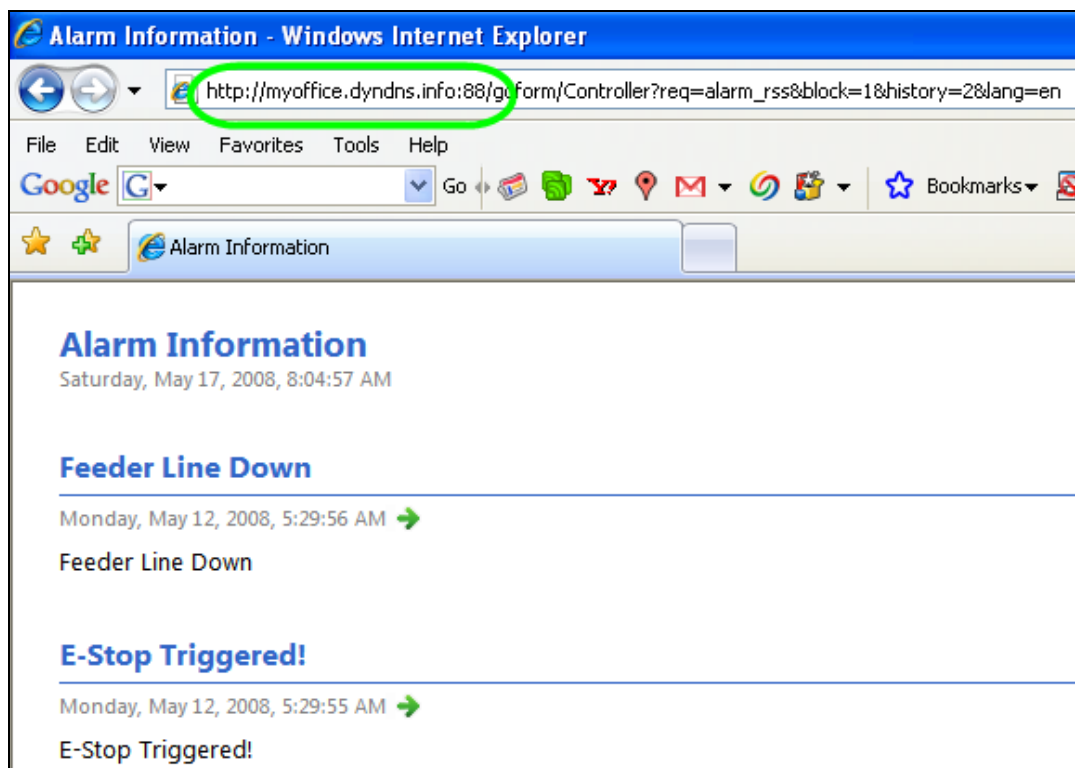 Alarm Information - Windows Internet Explorer
http://myoffice.dyndns.info:88/goform/Controller?req=alarm_rss&block=1&history=2&lang=en
File Edit View Favorites Tools Help
Google G Go Y? Bookmarks
Alarm Information
Alarm Information
Saturday, May 17, 2008, 8:04:57 AM
Feeder Line Down
Monday, May 12, 2008, 5:29:56 AM
Feeder Line Down
E-Stop Triggered!
Monday, May 12, 2008, 5:29:55 AM
E-Stop Triggered!